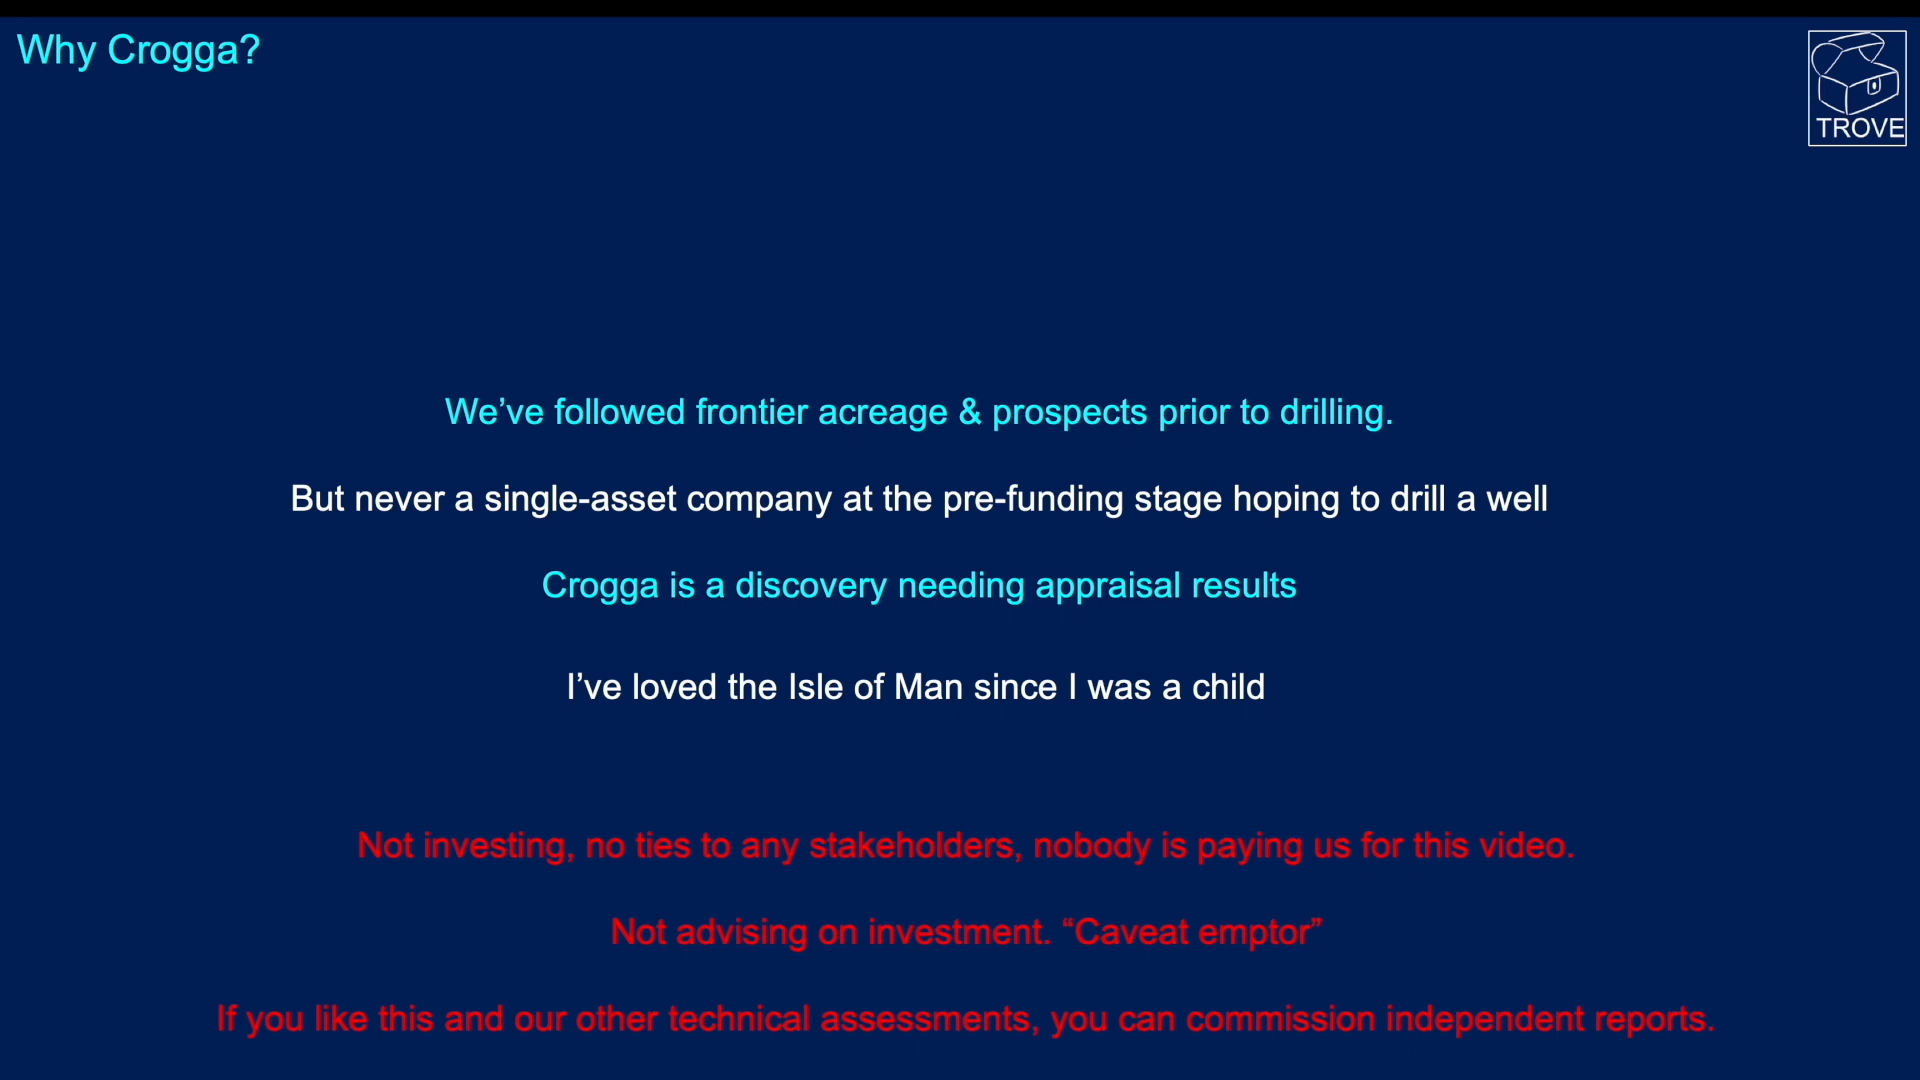 Why Crogga?
TROVE
We’ve followed frontier acreage & prospects prior to drilling.
But never a single-asset company at the pre-funding stage hoping to drill a well
Crogga is a discovery needing appraisal results
I’ve loved the Isle of Man since I was a child
Not investing, no ties to any stakeholders, nobody is paying us for this video.
Not advising on investment. “Caveat emptor”
If you like this and our other technical assessments, you can commission independent reports.